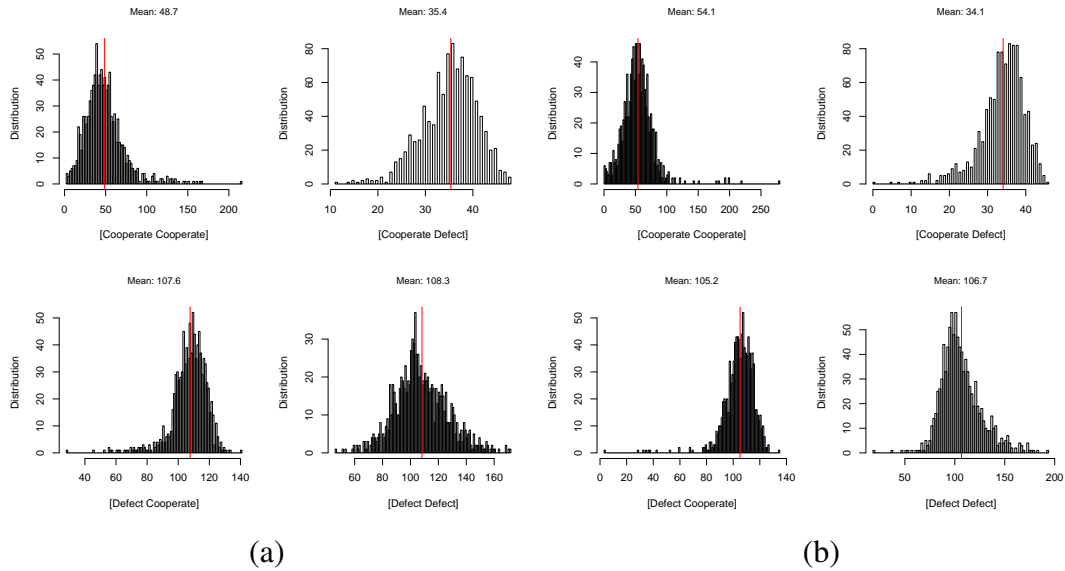 Mean: 48.7
Distribution
0 10 20 30 40 50
0 50 100 150 200
[Cooperate Cooperate]
Mean: 35.4
Distribution
0 20 40 60 80
10 20 30 40
[Cooperate Defect]
Mean: 54.1
Distribution
0 10 20 30 40
0 50 100 150 200 250
[Cooperate Cooperate]
Mean: 34.1
Distribution
0 20 40 60 80
0 10 20 30 40
[Cooperate Defect]
Mean: 107.6
Distribution
0 10 20 30 40 50
40 60 80 100 120 140
[Defect Cooperate]
Mean: 108.3
Distribution
0 10 20 30
60 80 100 120 140 160
[Defect Defect]
Mean: 105.2
Distribution
0 10 20 30 40 50
0 20 40 60 80 100 120 140
[Defect Cooperate]
Mean: 106.7
Distribution
0 10 20 30 40 50
50 100 150 200
[Defect Defect]
(a)
(b)